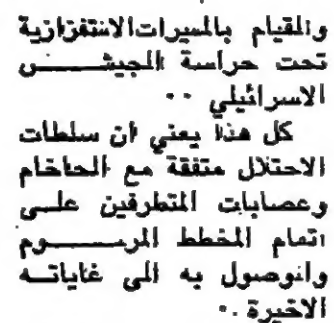 والقيام بالمسيرات الاستفزازية
تحت حراسة الجيش
الاسرائيلي ..
كل هذا يعني ان سلطات
الاحتلال متفقة مع الحاخام
وعصابات المتطرفين على
اتمام المخطط المرسوم
والوصول به الى غاياته
الاخيرة ..